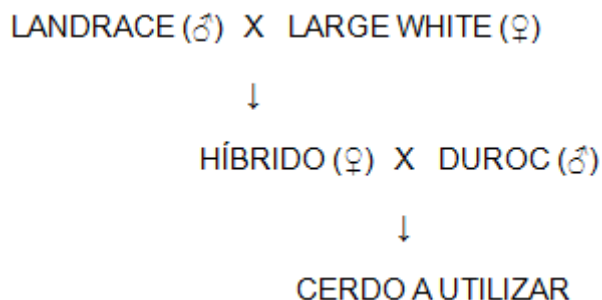 LANDRACE (♂) X LARGE WHITE (♀)
↓
HÍBRIDO (♀) X DUROC (♂)
↓
CERDO A UTILIZAR